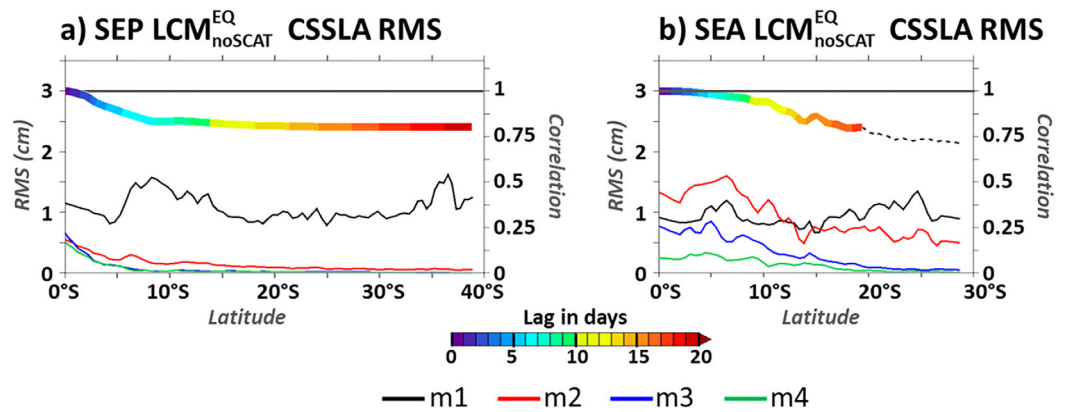 a) SEP LCM^EQ_noSCAT CSSLA RMS
3
2
1
0
RMS (cm)
1
0.75
0.5
0.25
0
Correlation
0°S 10°S 20°S 30°S 40°S
Latitude
b) SEA LCM^EQ_noSCAT CSSLA RMS
3
2
1
0
RMS (cm)
1
0.75
0.5
0.25
0
Correlation
0°S 10°S 20°S 30°S
Latitude
Lag in days
0 5 10 15 20
m1 m2 m3 m4